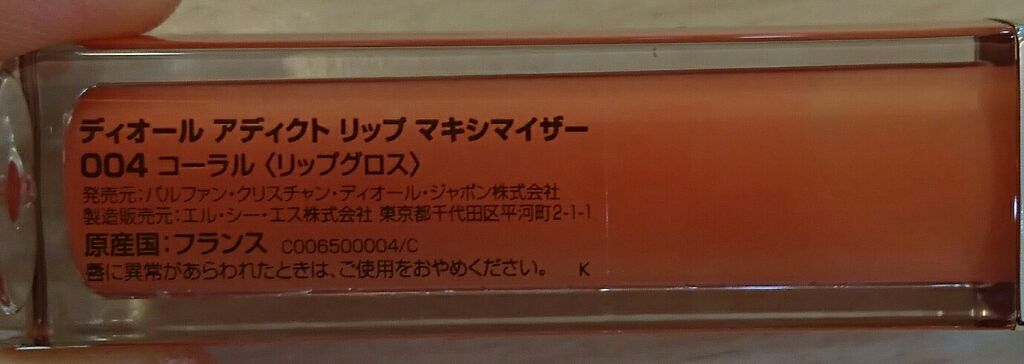 ディオール アディクト リップ マキシマイザー
004 コーラル〈リップグロス〉
発売元:パルファン・クリスチャン・ディオール・ジャポン株式会社
製造販売元:エル・シー・エス株式会社 東京都千代田区平河町2-1-1
原産国:フランス C006500004/C
唇に異常があらわれたときは、ご使用をおやめください。 K